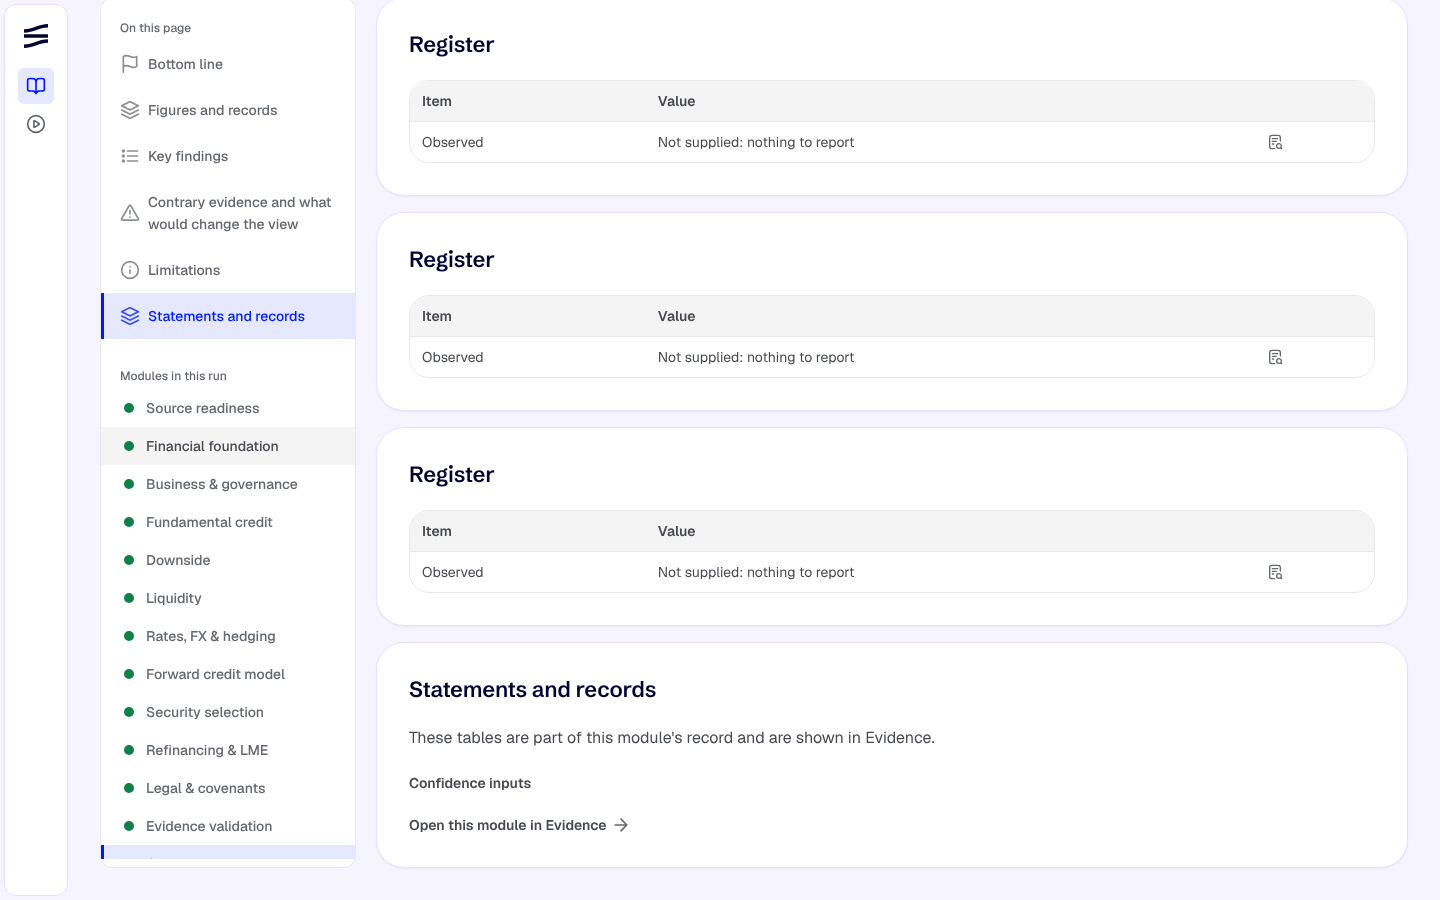 On this page
Bottom line
Figures and records
Key findings
Contrary evidence and what
would change the view
Limitations
Statements and records
Modules in this run
Source readiness
Financial foundation
Business & governance
Fundamental credit
Downside
Liquidity
Rates, FX & hedging
Forward credit model
Security selection
Refinancing & LME
Legal & covenants
Evidence validation
Register
Item Value
Observed Not supplied: nothing to report
Register
Item Value
Observed Not supplied: nothing to report
Register
Item Value
Observed Not supplied: nothing to report
Statements and records
These tables are part of this module's record and are shown in Evidence.
Confidence inputs
Open this module in Evidence